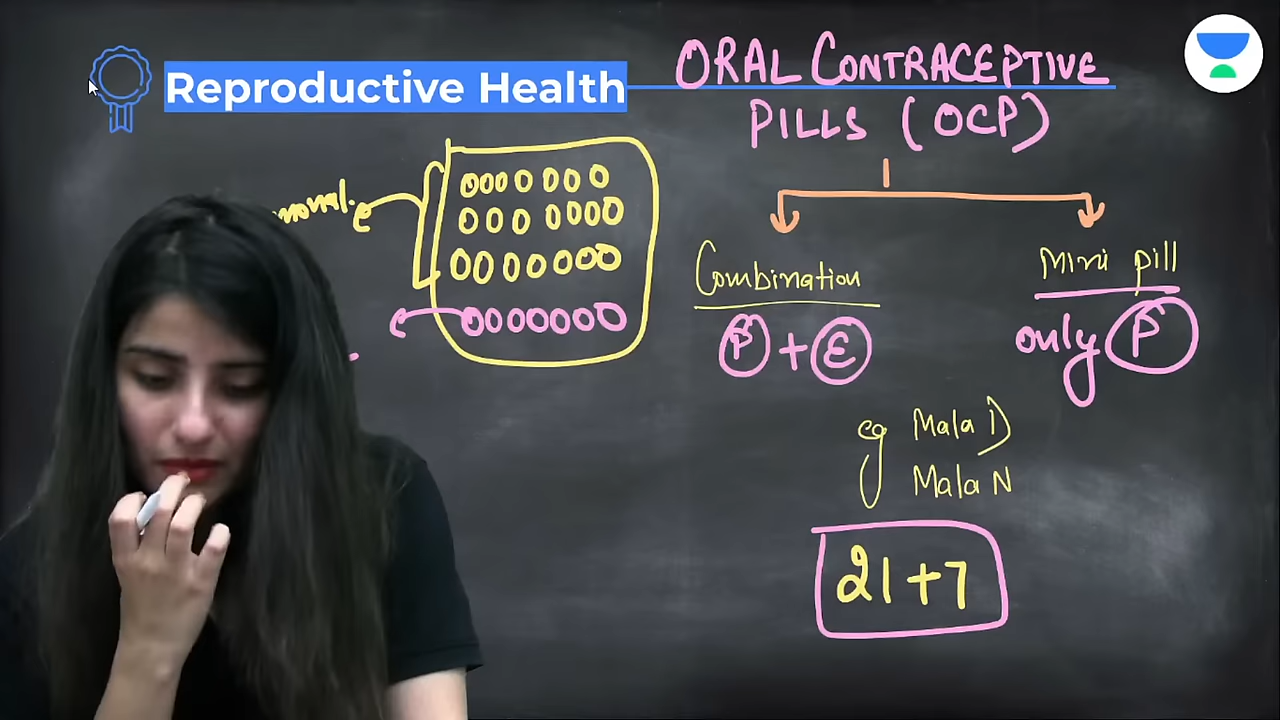 Reproductive Health
ORAL CONTRACEPTIVE
PILLS (OCP)
Combination
P + E
Mini pill
only P
eg Mala D
Mala N
21+7